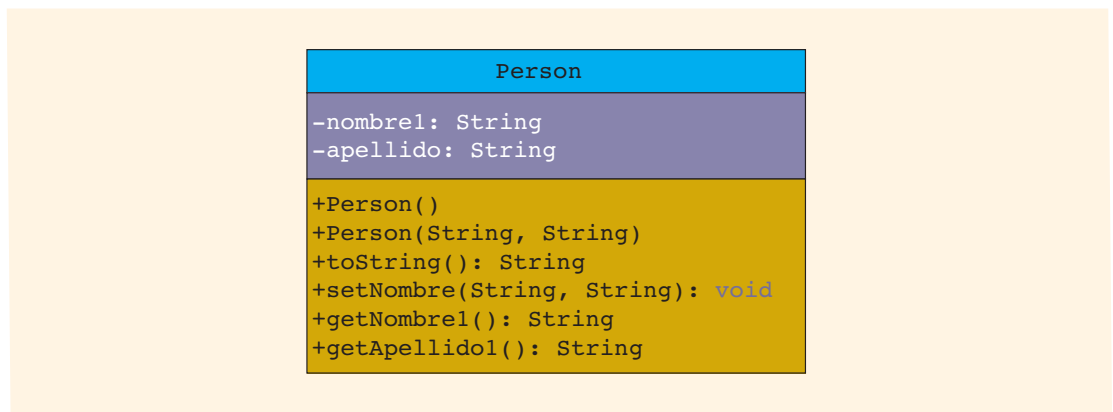 Person
-nombre1: String
-apellido: String
+Person()
+Person(String, String)
+toString(): String
+setNombre(String, String): void
+getNombre1(): String
+getApellido1(): String